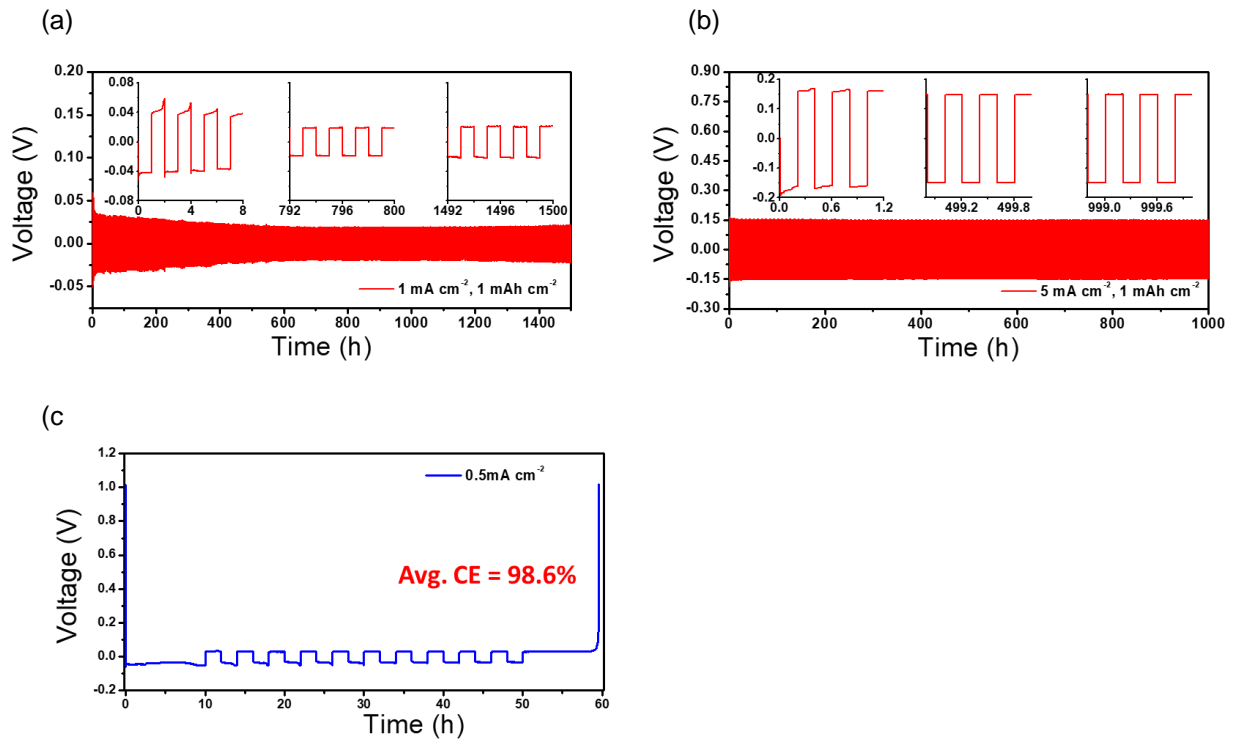 (a)
(b)
0.20
0.15
0.10
0.05
0.00
-0.05
Voltage (V)
0.08
0.04
0.00
-0.04
-0.08
0 4 8
792 796 800
1492 1496 1500
1 mA cm-2, 1 mAh cm-2
0 200 400 600 800 1000 1200 1400
Time (h)
0.90
0.75
0.60
0.45
0.30
0.15
0.00
-0.15
-0.30
Voltage (V)
0.2
0.1
0.0
-0.1
-0.2
0.0 0.6 1.2
499.2 499.8
999.0 999.6
5 mA cm-2, 1 mAh cm-2
0 200 400 600 800 1000
Time (h)
(c
1.2
1.0
0.8
0.6
0.4
0.2
0.0
-0.2
Voltage (V)
0.5mA cm-2
Avg. CE = 98.6%
0 10 20 30 40 50 60
Time (h)